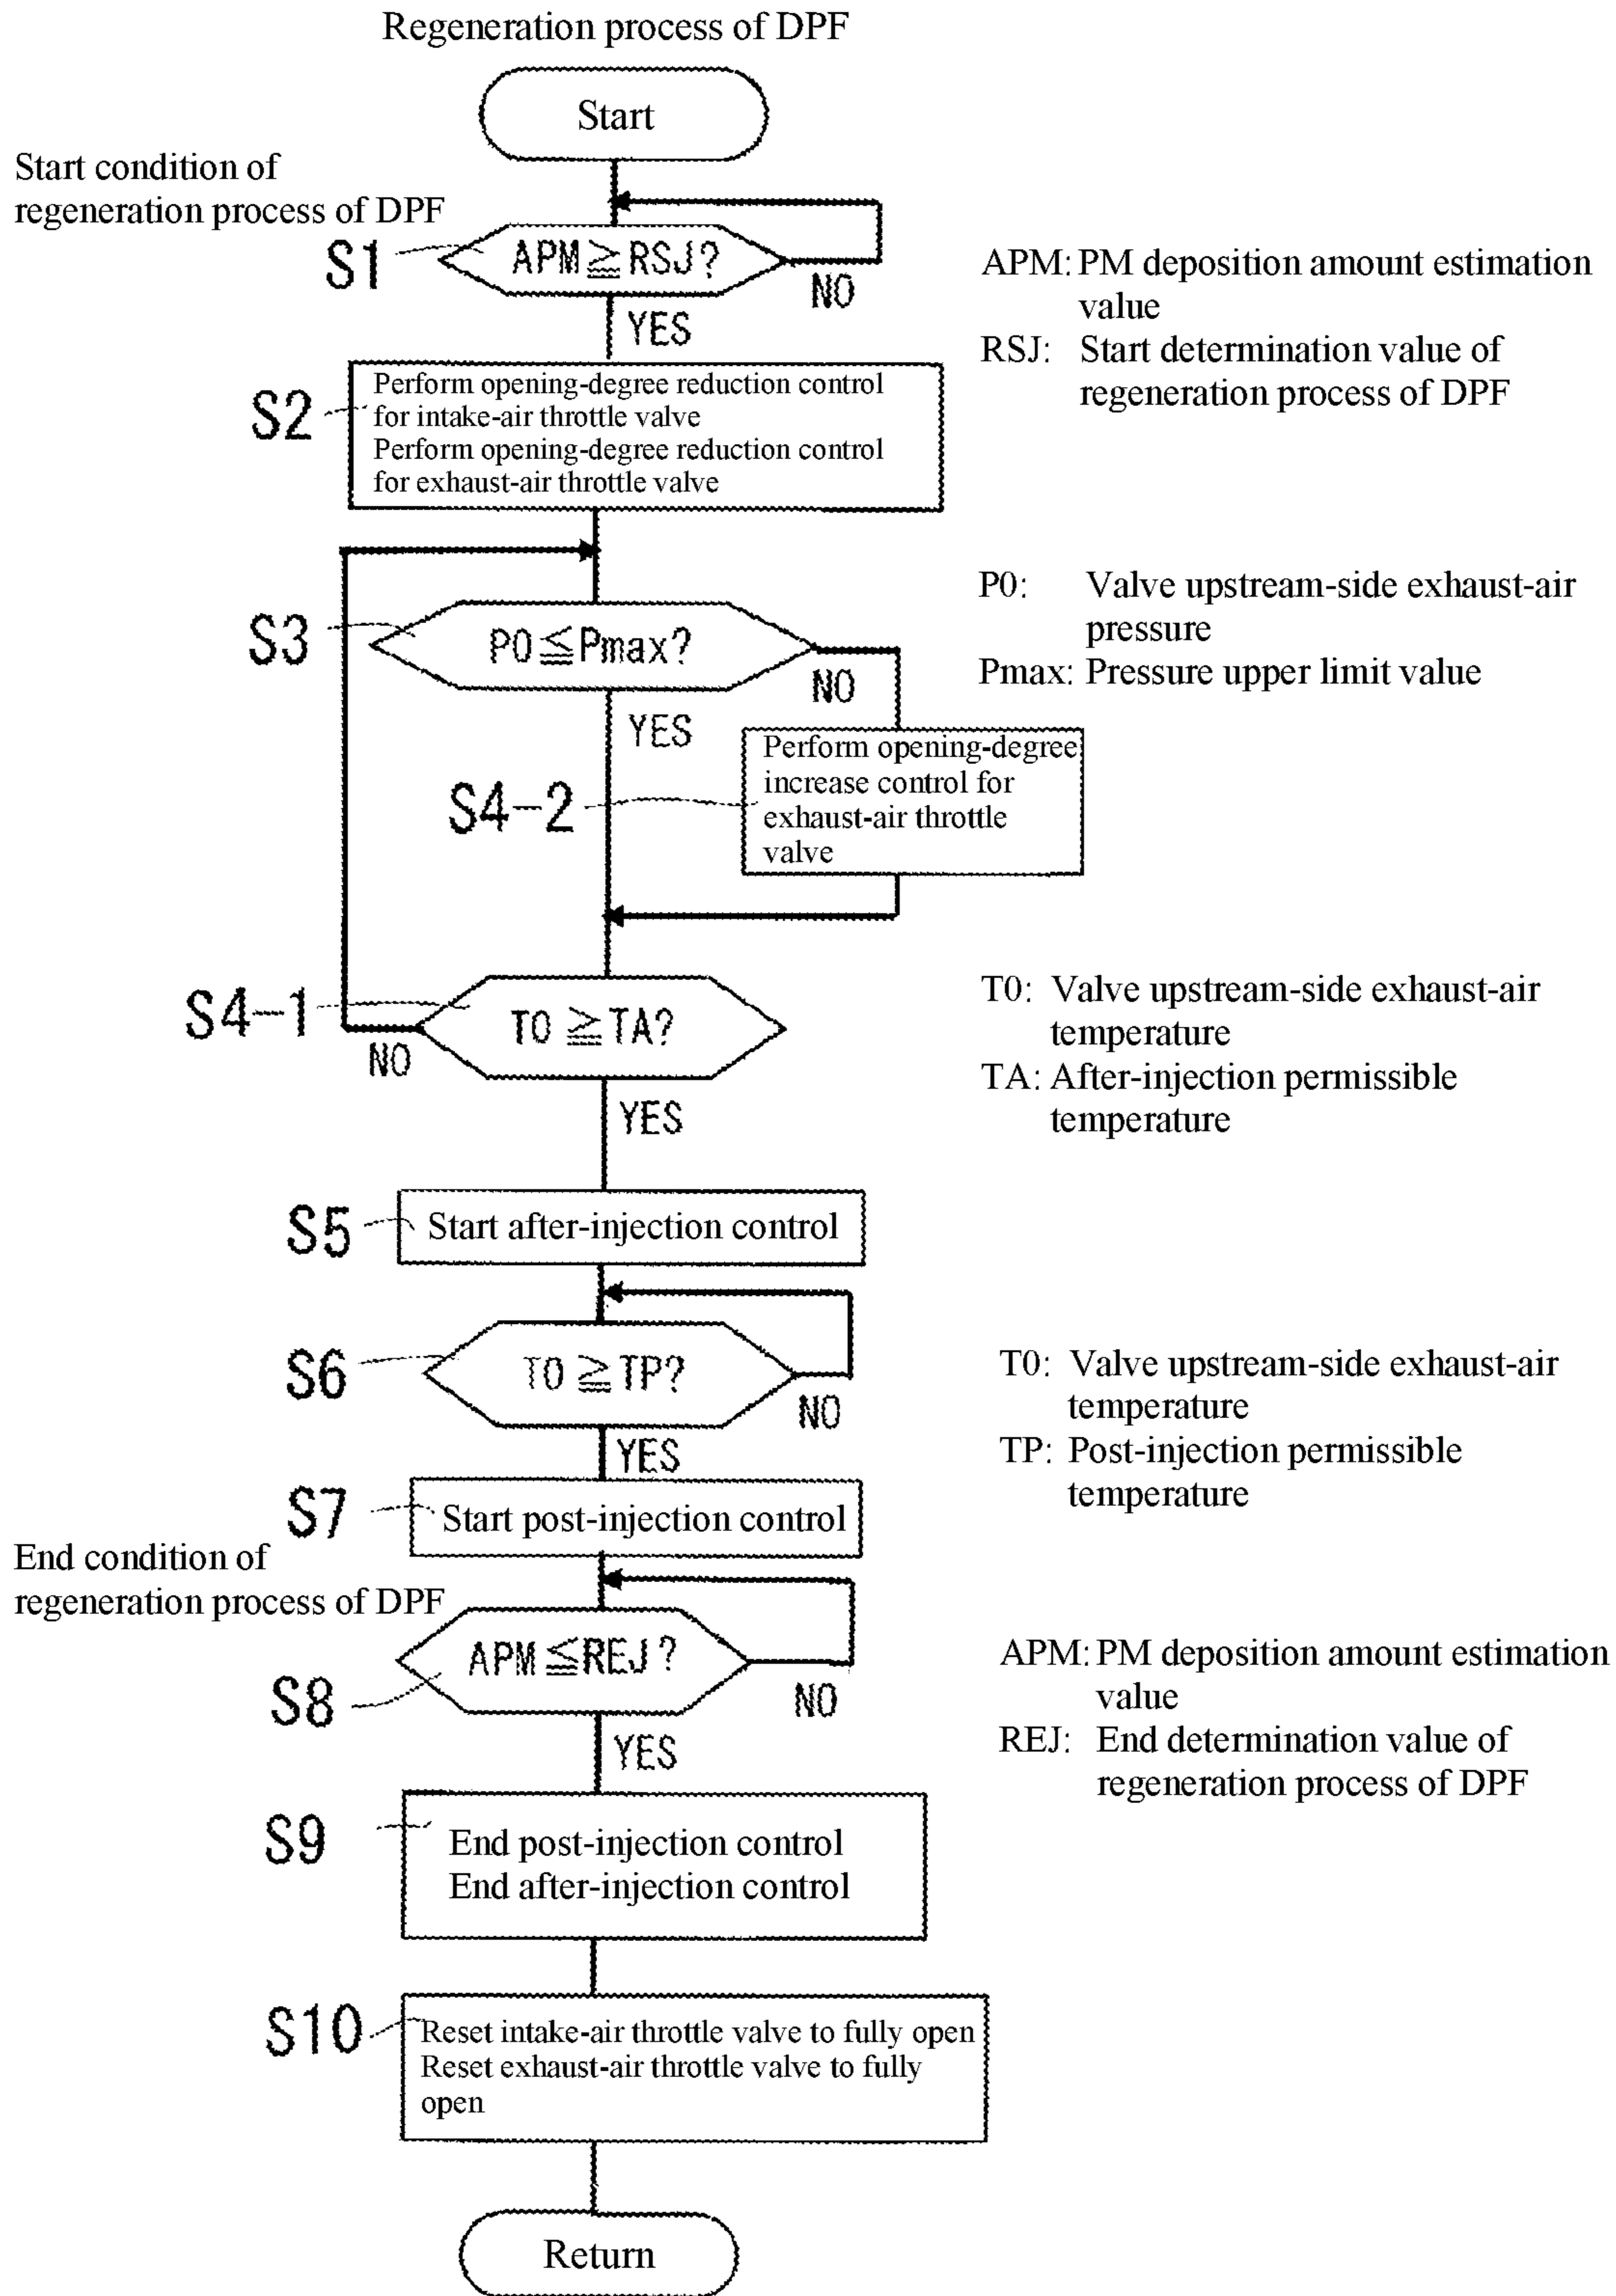 Regeneration process of DPF
Start
Start condition of
regeneration process of DPF
S1
APM≧RSJ?
NO
YES
APM: PM deposition amount estimation
value
RSJ: Start determination value of
regeneration process of DPF
S2
Perform opening-degree reduction control
for intake-air throttle valve
Perform opening-degree reduction control
for exhaust-air throttle valve
S3
P0≦Pmax?
NO
YES
P0: Valve upstream-side exhaust-air
pressure
Pmax: Pressure upper limit value
S4-2
Perform opening-degree
increase control for
exhaust-air throttle
valve
S4-1
T0≧TA?
NO
YES
T0: Valve upstream-side exhaust-air
temperature
TA: After-injection permissible
temperature
S5
Start after-injection control
S6
T0≧TP?
NO
YES
T0: Valve upstream-side exhaust-air
temperature
TP: Post-injection permissible
temperature
S7
Start post-injection control
End condition of
regeneration process of DPF
S8
APM≦REJ?
NO
YES
APM: PM deposition amount estimation
value
REJ: End determination value of
regeneration process of DPF
S9
End post-injection control
End after-injection control
S10
Reset intake-air throttle valve to fully open
Reset exhaust-air throttle valve to fully
open
Return